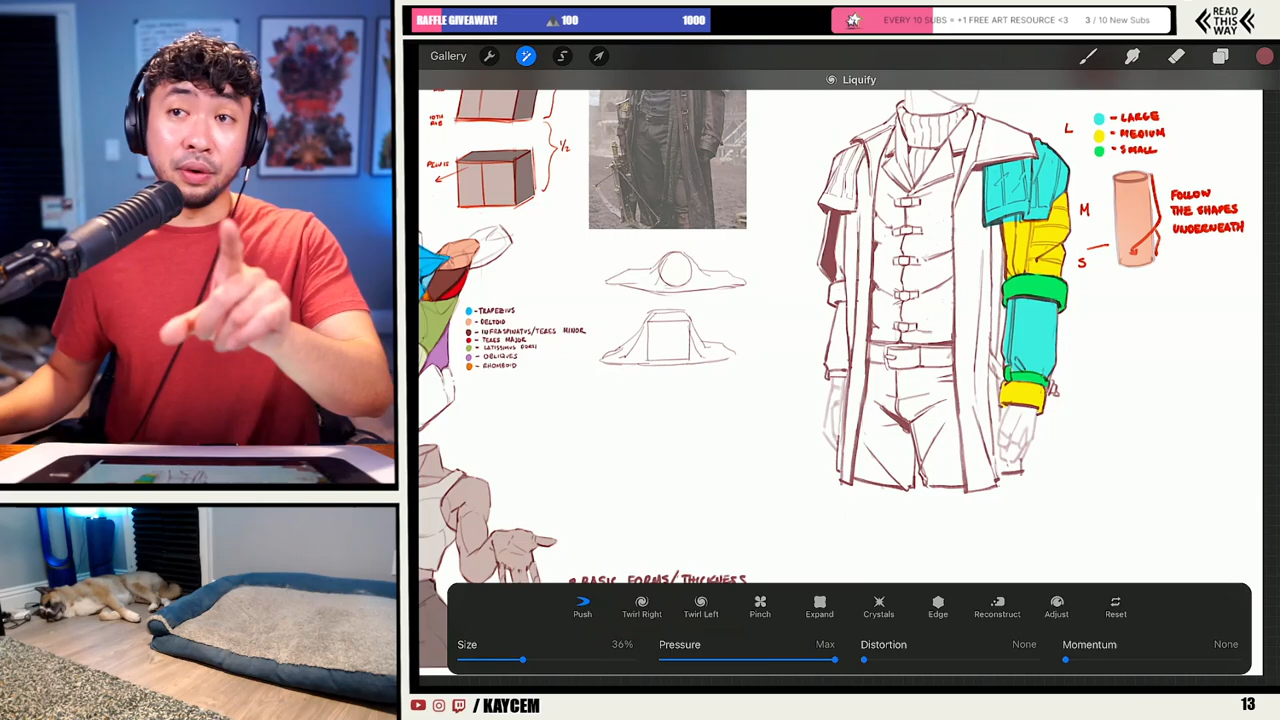 RAFFLE GIVEAWAY!
100
1000
EVERY 10 SUBS = +1 FREE ART RESOURCE <3
3 / 10 New Subs
READ
THIS
WAY
Gallery
Liquify
10TH
RIB
1/2
PELVIS
- TRAPEZIUS
- DELTOID
- INFRASPINATUS/TERES MINOR
- TERES MAJOR
- LATISSIMUS DORSI
- OBLIQUES
- RHOMBOID
L
M
S
- LARGE
- MEDIUM
- SMALL
FOLLOW
THE SHAPES
UNDERNEATH
BASIC FORMS/THICKNESS
Push
Twirl Right
Twirl Left
Pinch
Expand
Crystals
Edge
Reconstruct
Adjust
Reset
Size
36%
Pressure
Max
Distortion
None
Momentum
None
/ KAYCEM
13